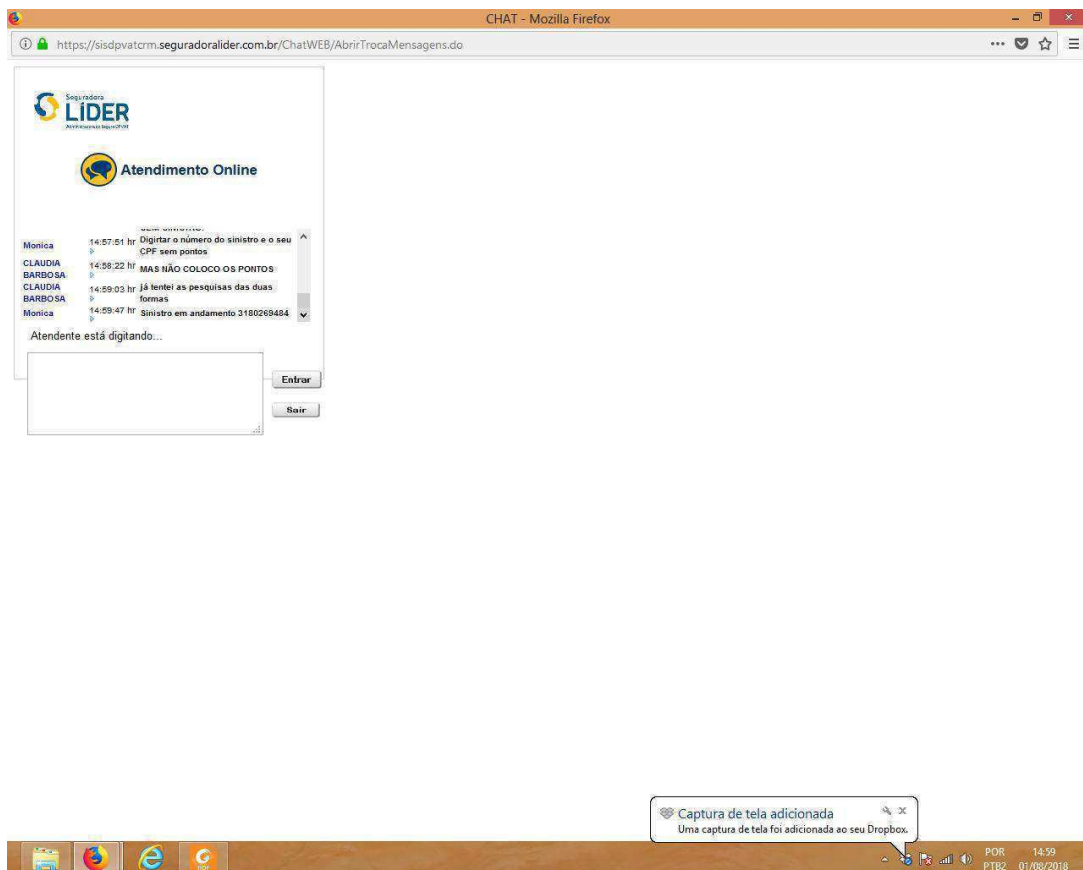 CHAT - Mozilla Firefox
https://sisdpvatcrm.seguradoralider.com.br/ChatWEB/AbrirTrocaMensagens.do
Seguradora
LÍDER
Atendimento Online
Monica 14:57:51 hr Digirtar o número do sinistro e o seu
CPF sem pontos
CLAUDIA BARBOSA 14:58:22 hr MAS NÃO COLOCO OS PONTOS
CLAUDIA BARBOSA 14:59:03 hr já tentei as pesquisas das duas
formas
Monica 14:59:47 hr Sinistro em andamento 3180269484
Atendente está digitando...
Entrar
Sair
Captura de tela adicionada
Uma captura de tela foi adicionada ao seu Dropbox.
POR 14:59
PTB2 01/08/2018